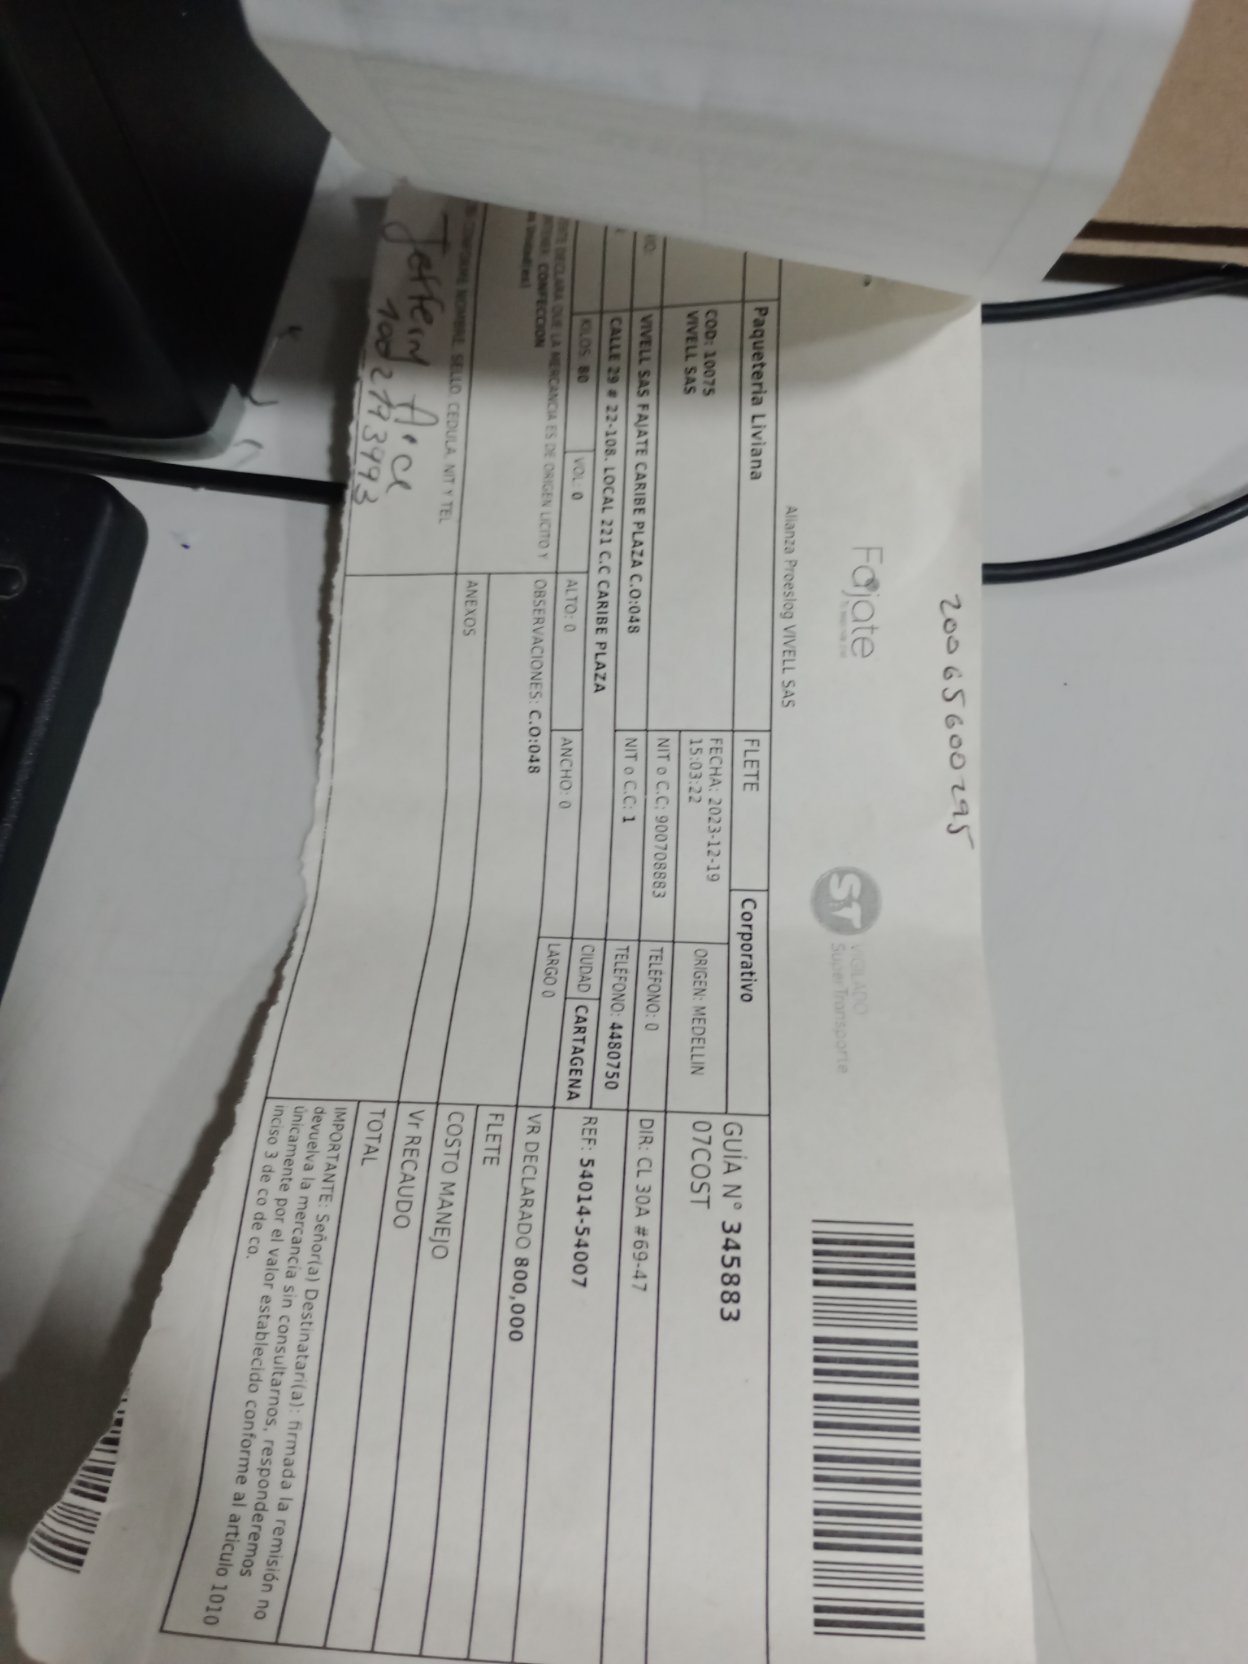 20065600295
Fajate
ST
VIGILADO
SuperTransporte
Alianza Proeslog VIVELL SAS
Paqueteria Liviana
FLETE
Corporativo
GUÍA N° 345883
07COST
COD: 10075
VIVELL SAS
FECHA: 2023-12-19
15:03:22
ORIGEN: MEDELLIN
NIT o C.C: 900708883
TELÉFONO: 0
DIR: CL 30A #69-47
VIVELL SAS FAJATE CARIBE PLAZA C.O:048
NIT o C.C: 1
TELÉFONO: 4480750
CALLE 29 # 22-108. LOCAL 221 C.C CARIBE PLAZA
CIUDAD
CARTAGENA
REF: 54014-54007
KILOS: 80
VOL: 0
ALTO: 0
ANCHO: 0
LARGO 0
VR DECLARADO 800,000
DECLARA QUE LA MERCANCIA ES DE ORIGEN LICITO Y
CONFECCION
OBSERVACIONES: C.O:048
FLETE
COSTO MANEJO
Vr RECAUDO
TOTAL
CONFORME NOMBRE, SELLO, CEDULA, NIT Y TEL
ANEXOS
IMPORTANTE: Señor(a) Destinatari(a): firmada la remisión no
devuelva la mercancía sin consultarnos, responderemos
únicamente por el valor establecido conforme al articulo 1010
inciso 3 de co de co.